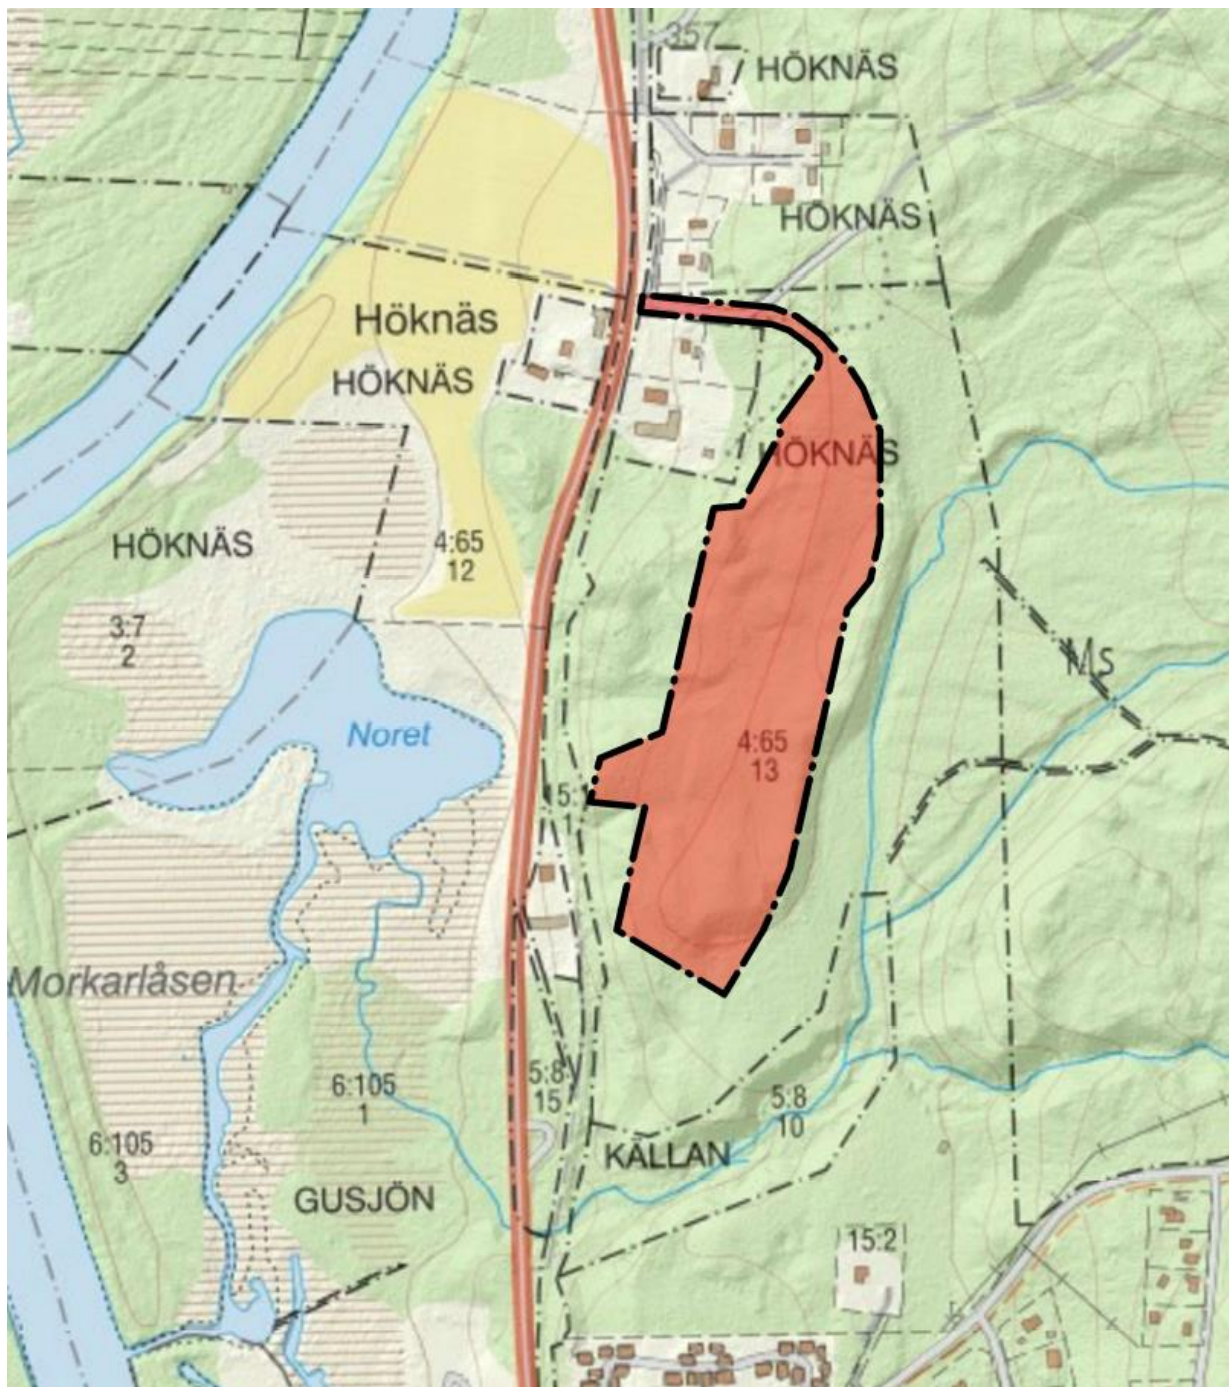 357
HÖKNÄS
HÖKNÄS
Höknäs
HÖKNÄS
HÖKNÄS
HÖKNÄS
4:65
12
3:7
2
Ms
Noret
4:65
13
Morkarlåsen
5:8
15
6:105
1
5:8
10
6:105
3
KÄLLAN
GUSJÖN
15:2